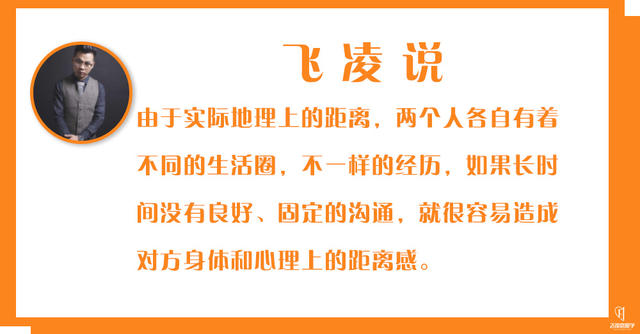 飞凌说
由于实际地理上的距离，两个人各自有着
不同的生活圈，不一样的经历，如果长时
间没有良好、固定的沟通，就很容易造成
对方身体和心理上的距离感。